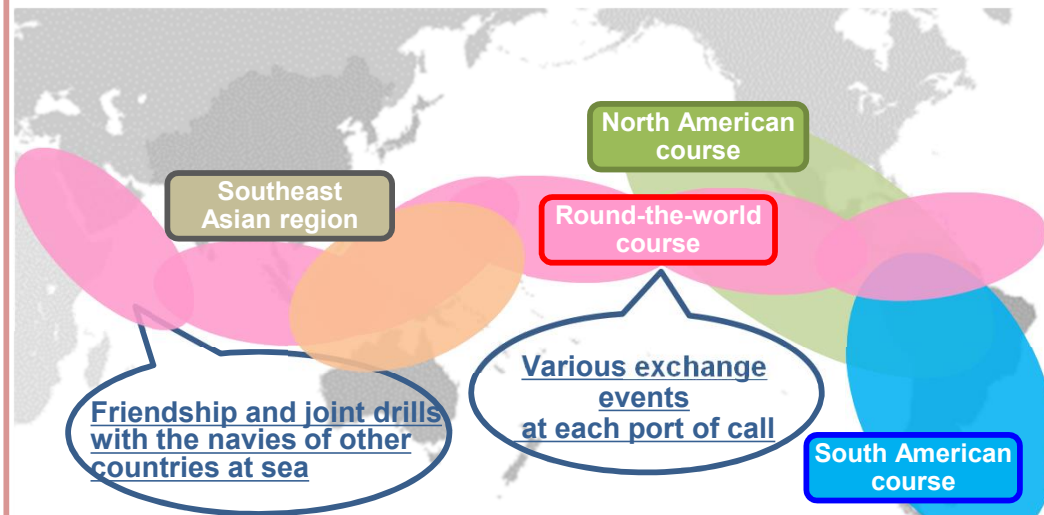 North American
course
Southeast
Asian region
Round-the-world
course
Various exchange
events
at each port of call
Friendship and joint drills
with the navies of other
countries at sea
South American
course